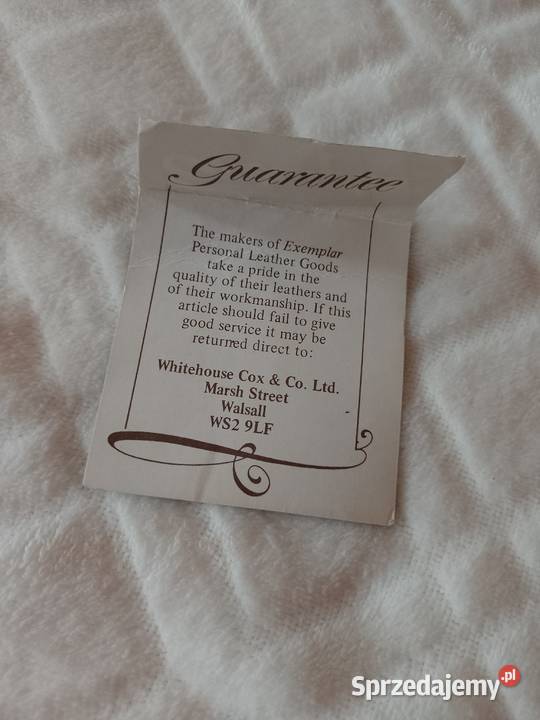 Guarantee
The makers of Exemplar
Personal Leather Goods
take a pride in the
quality of their leathers and
of their workmanship. If this
article should fail to give
good service it may be
returned direct to:
Whitehouse Cox & Co. Ltd.
Marsh Street
Walsall
WS2 9LF
Sprzedajemy.pl